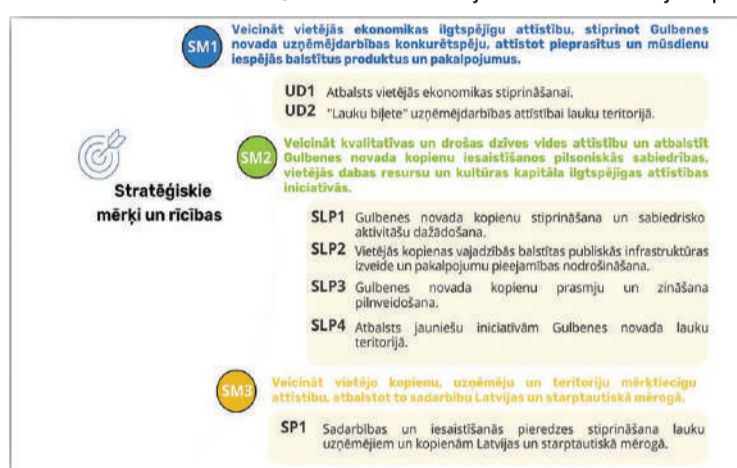 SM1
Veicināt vietējās ekonomikas ilgtspējīgu attīstību, stiprinot Gulbenes
novada uzņēmējdarbības konkurētspēju, attīstot pieprasītus un mūsdienu
iespējās balstītus produktus un pakalpojumus.
UD1 Atbalsts vietējās ekonomikas stiprināšanai.
UD2 "Lauku biļete" uzņēmējdarbības attīstībai lauku teritorijā.
Stratēģiskie
mērķi un rīcības
SM2
Veicināt kvalitatīvas un drošas dzīves vides attīstību un atbalstīt
Gulbenes novada kopienu iesaistīšanos pilsoniskās sabiedrības,
vietējās dabas resursu un kultūras kapitāla ilgtspējīgas attīstības
iniciatīvās.
SLP1 Gulbenes novada kopienu stiprināšana un sabiedrisko
aktivitāšu dažādošana.
SLP2 Vietējās kopienas vajadzībās balstītas publiskās infrastruktūras
izveide un pakalpojumu pieejamības nodrošināšana.
SLP3 Gulbenes novada kopienu prasmju un zināšana
pilnveidošana.
SLP4 Atbalsts jauniešu iniciatīvām Gulbenes novada lauku
teritorijā.
SM3
Veicināt vietējo kopienu, uzņēmēju un teritoriju mērķtiecīgu
attīstību, atbalstot to sadarbību Latvijas un starptautiskā mērogā.
SP1 Sadarbības un iesaistīšanās pieredzes stiprināšana lauku
uzņēmējiem un kopienām Latvijas un starptautiskā mērogā.